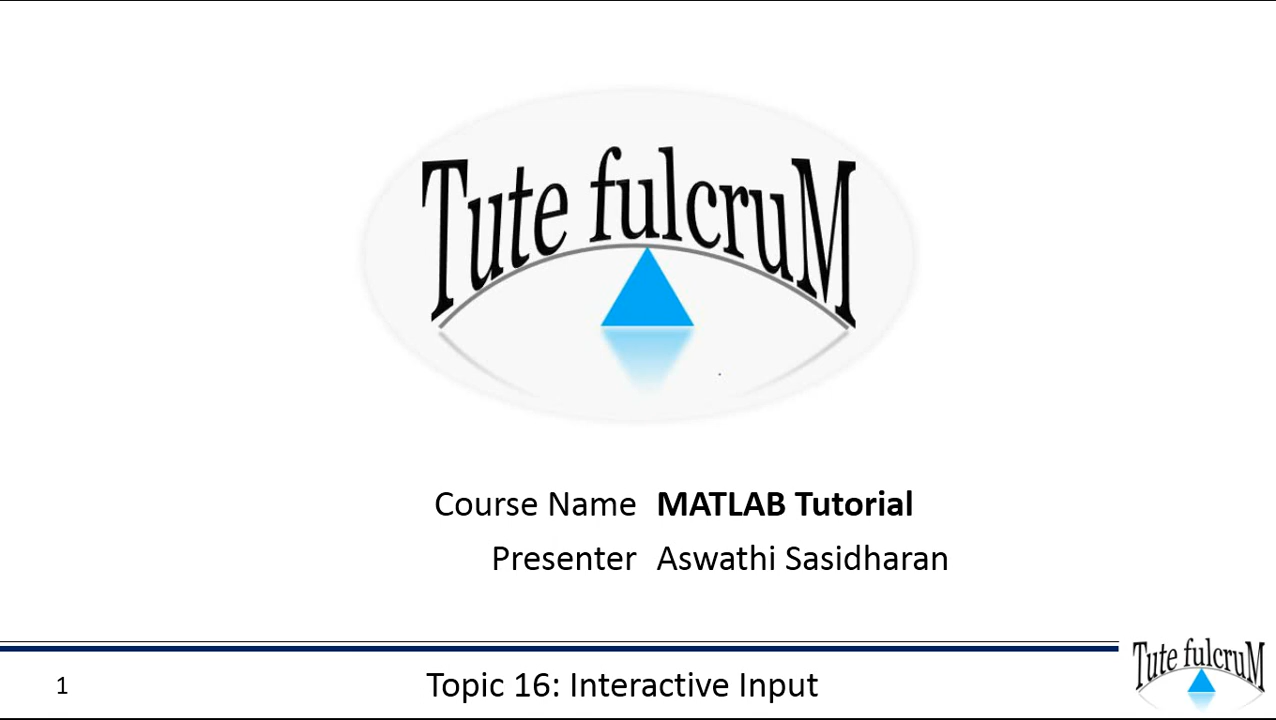 Tute fulcruM
Course Name MATLAB Tutorial
Presenter Aswathi Sasidharan
1
Topic 16: Interactive Input
Tute fulcruM